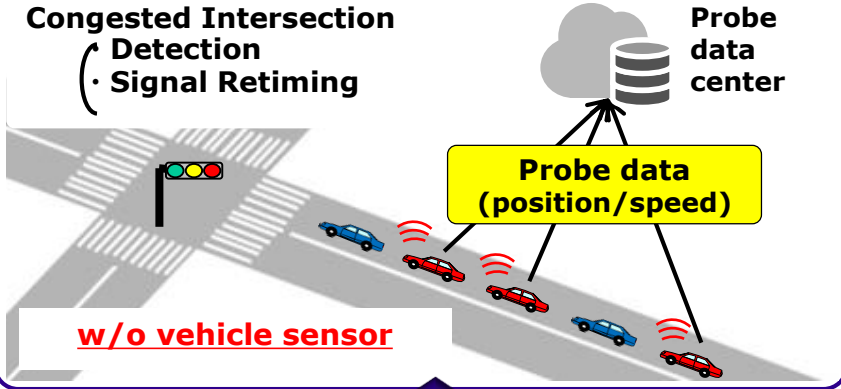 Congested Intersection
· Detection
· Signal Retiming
Probe
data
center
Probe data
(position/speed)
w/o vehicle sensor